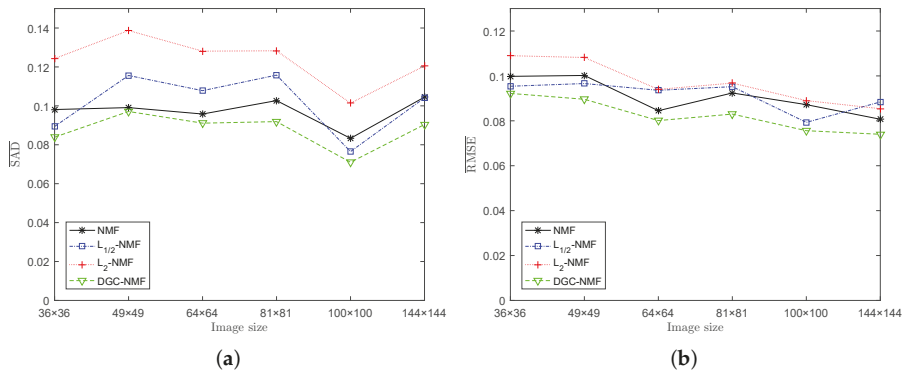 0.14
0.12
0.1
0.08
0.06
0.04
0.02
0
SAD
NMF
L1/2-NMF
L2-NMF
DGC-NMF
36×36 49×49 64×64 81×81 100×100 144×144
Image size
(a)
0.12
0.1
0.08
0.06
0.04
0.02
0
RMSE
NMF
L1/2-NMF
L2-NMF
DGC-NMF
36×36 49×49 64×64 81×81 100×100 144×144
Image size
(b)